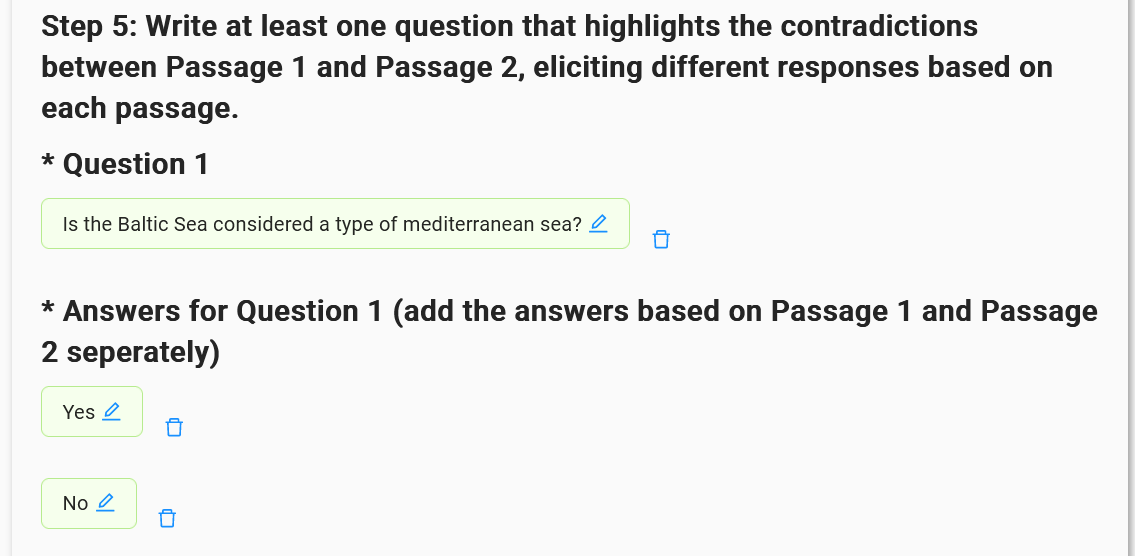 Step 5: Write at least one question that highlights the contradictions
between Passage 1 and Passage 2, eliciting different responses based on
each passage.
* Question 1
Is the Baltic Sea considered a type of mediterranean sea?
* Answers for Question 1 (add the answers based on Passage 1 and Passage
2 seperately)
Yes
No